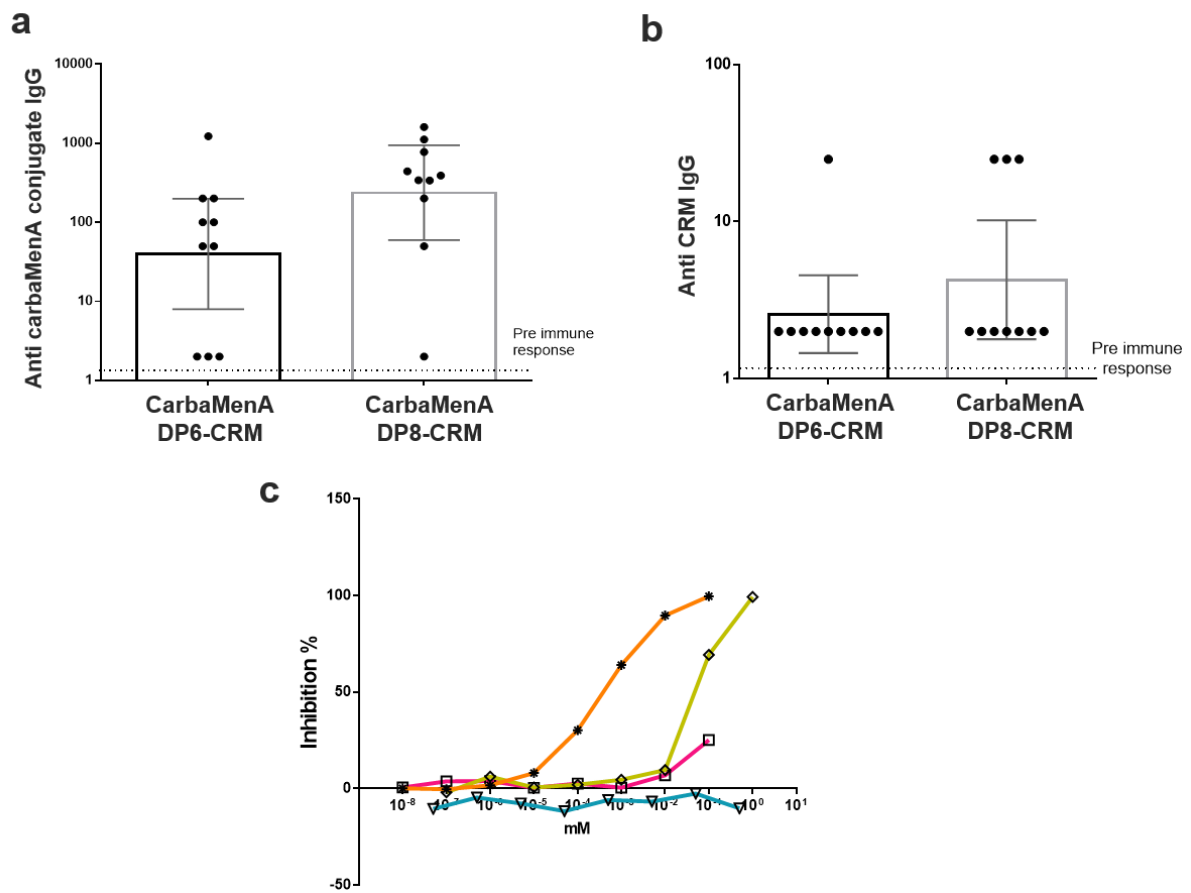 a
Anti carbaMenA conjugate IgG
10000
1000
100
10
1
Pre immune
response
CarbaMenA
DP6-CRM
CarbaMenA
DP8-CRM
b
Anti CRM IgG
100
10
1
Pre immune
response
CarbaMenA
DP6-CRM
CarbaMenA
DP8-CRM
c
Inhibition %
150
100
50
0
-50
10⁻⁸ 10⁻⁷ 10⁻⁶ 10⁻⁵ 10⁻⁴ 10⁻³ 10⁻² 10⁻¹ 10⁰ 10¹
mM